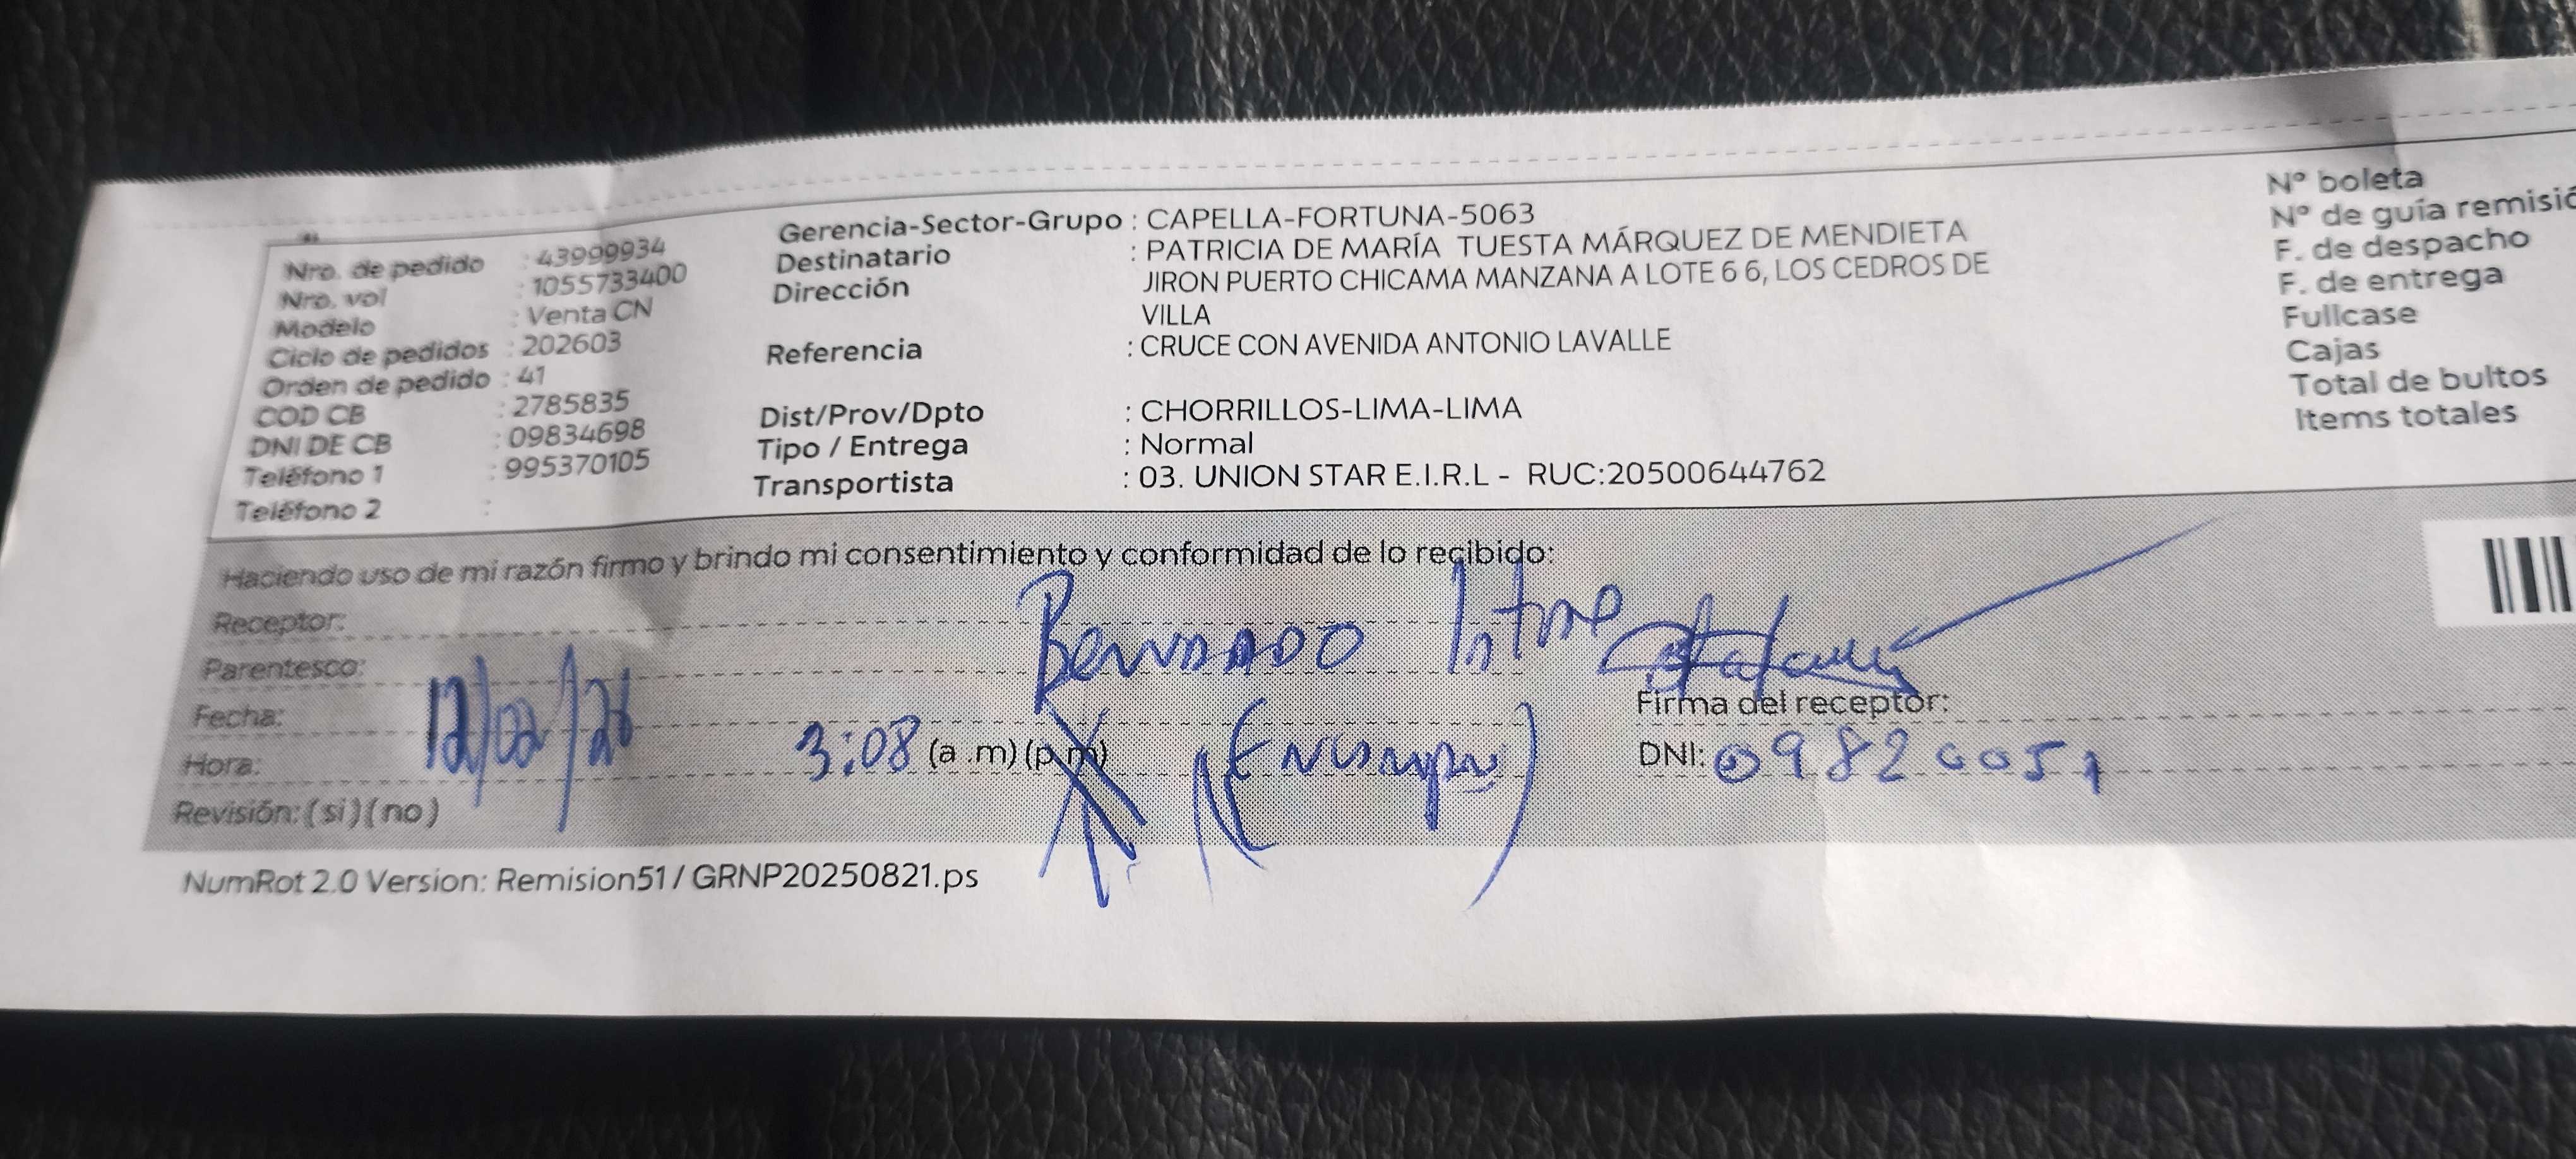 Nro. de pedido : 43999934
Nro. vol : 1055733400
Modelo : Venta CN
Ciclo de pedidos : 202603
Orden de pedido : 41
COD CB : 2785835
DNI DE CB : 09834698
Teléfono 1 : 995370105
Teléfono 2 :
Gerencia-Sector-Grupo : CAPELLA-FORTUNA-5063
Destinatario : PATRICIA DE MARÍA TUESTA MÁRQUEZ DE MENDIETA
Dirección JIRON PUERTO CHICAMA MANZANA A LOTE 6 6, LOS CEDROS DE
VILLA
Referencia : CRUCE CON AVENIDA ANTONIO LAVALLE
Dist/Prov/Dpto : CHORRILLOS-LIMA-LIMA
Tipo / Entrega : Normal
Transportista : 03. UNION STAR E.I.R.L - RUC:20500644762
N° boleta
N° de guía remisió
F. de despacho
F. de entrega
Fullcase
Cajas
Total de bultos
Items totales
Haciendo uso de mi razón firmo y brindo mi consentimiento y conformidad de lo recibido:
Receptor:
Parentesco:
Fecha: 12/02/26
Hora: 3:08 (a .m) (p.m)
Revisión: (si) (no)
Firma del receptor:
DNI:
NumRot 2.0 Version: Remision51 / GRNP20250821.ps